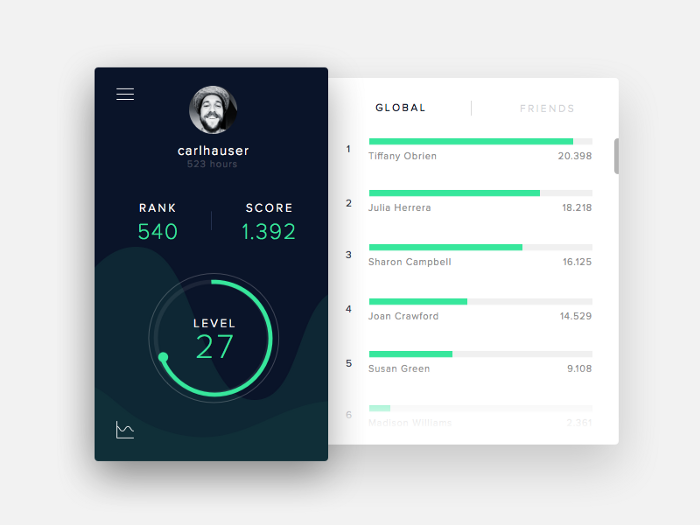 carlhauser
523 hours
RANK
540
SCORE
1.392
LEVEL
27
GLOBAL
FRIENDS
1
Tiffany Obrien
20.398
2
Julia Herrera
18.218
3
Sharon Campbell
16.125
4
Joan Crawford
14.529
5
Susan Green
9.108
6
Madison Williams
2.361